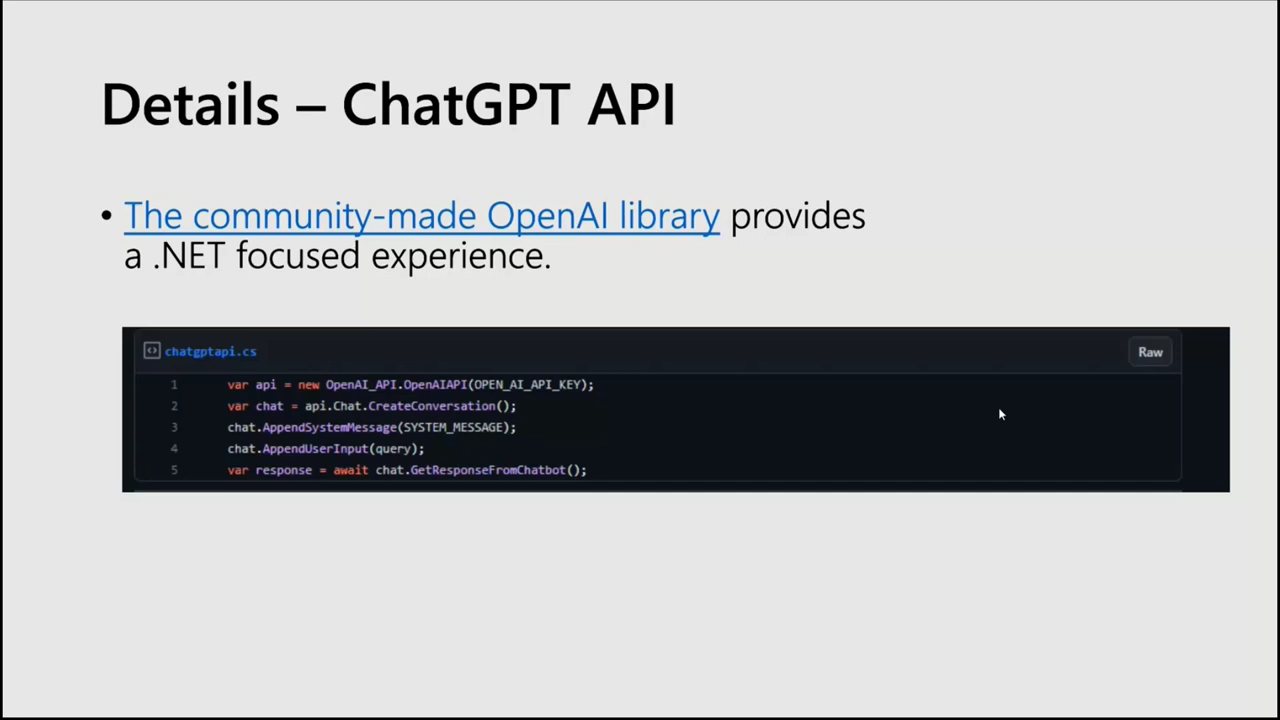 Details – ChatGPT API
• The community-made OpenAI library provides
a .NET focused experience.
chatgptapi.cs
Raw
1 var api = new OpenAI_API.OpenAIAPI(OPEN_AI_API_KEY);
2 var chat = api.Chat.CreateConversation();
3 chat.AppendSystemMessage(SYSTEM_MESSAGE);
4 chat.AppendUserInput(query);
5 var response = await chat.GetResponseFromChatbot();